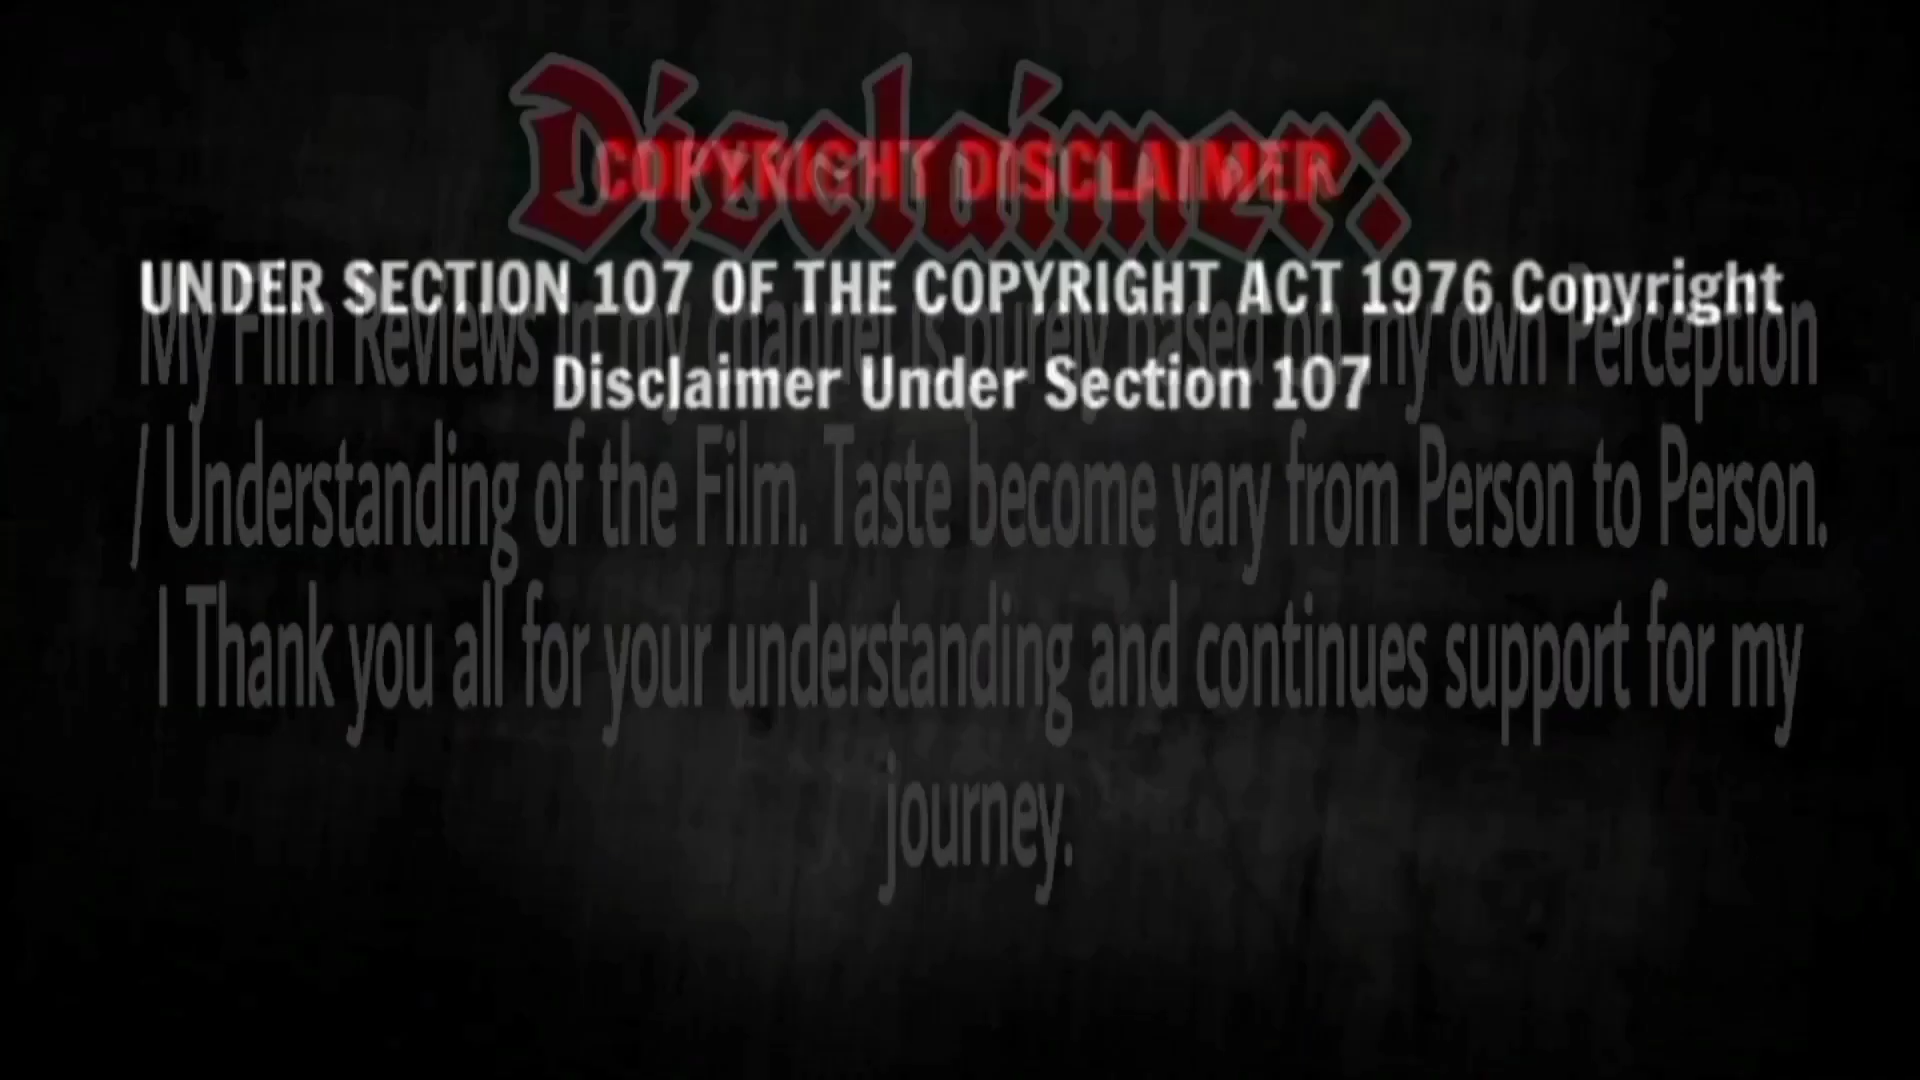 Disclaimer:
COPYRIGHT DISCLAIMER
UNDER SECTION 107 OF THE COPYRIGHT ACT 1976 Copyright
My Film Reviews in my channel is purely based on my own Perception
Disclaimer Under Section 107
/ Understanding of the Film. Taste become vary from Person to Person.
I Thank you all for your understanding and continues support for my
journey.